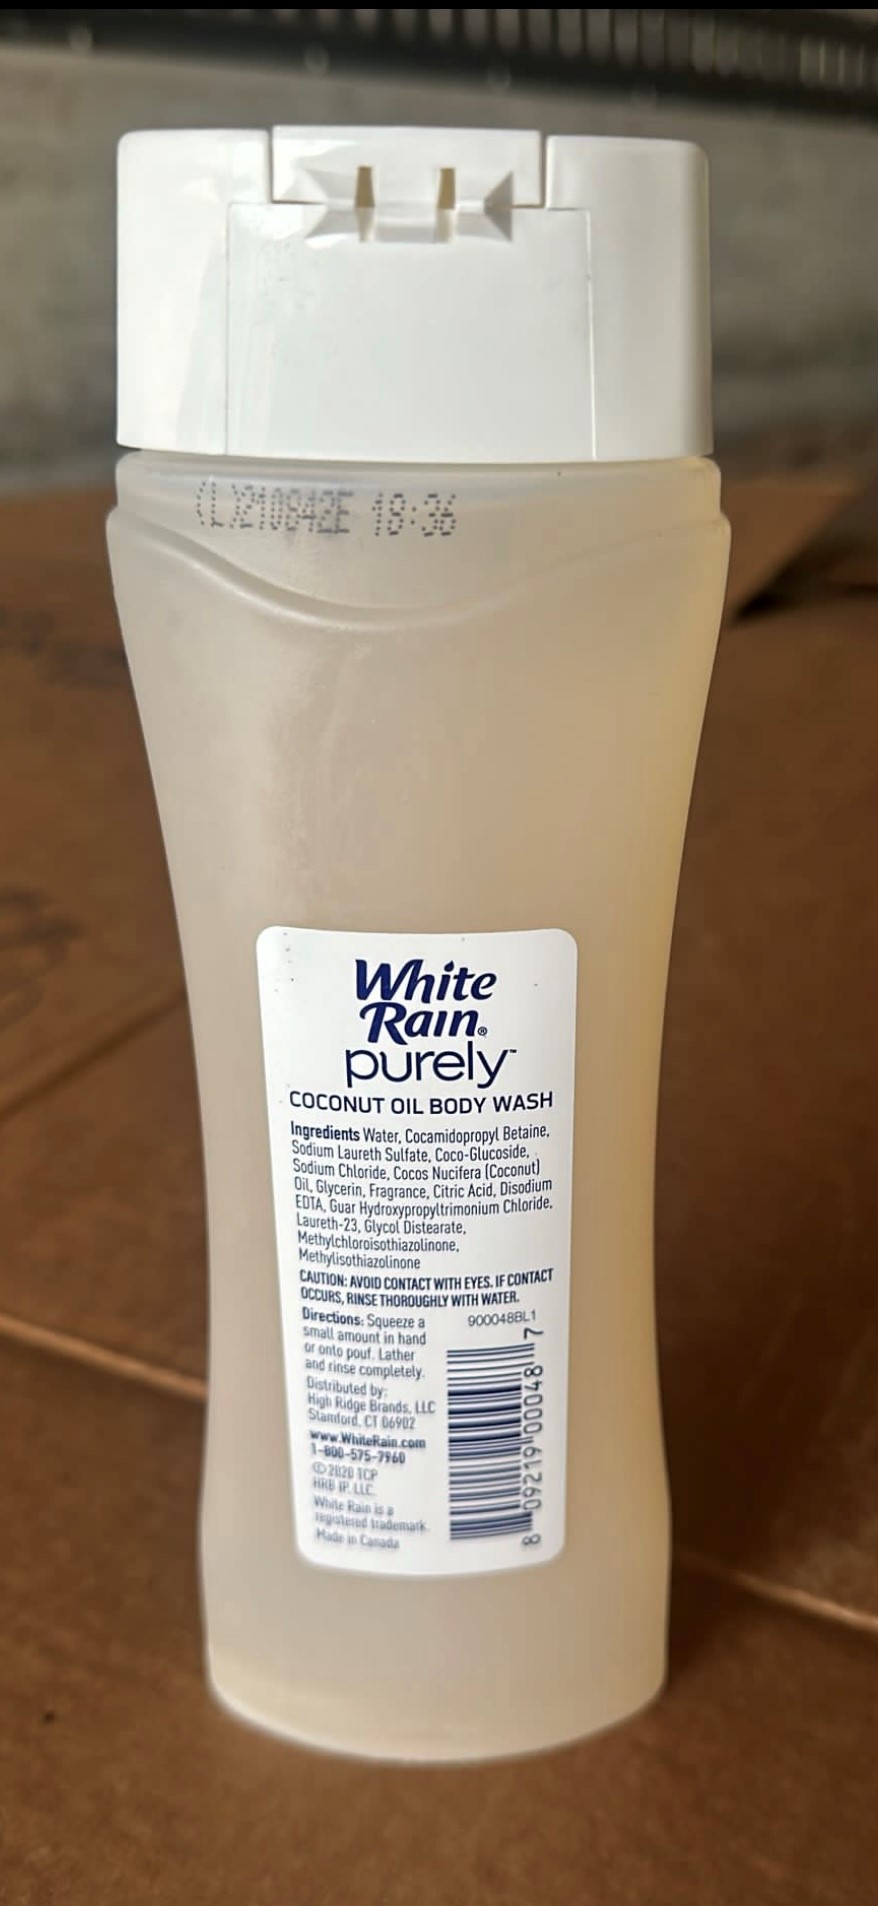 (L)210842E 18:36
White
Rain®
purely™
COCONUT OIL BODY WASH
Ingredients Water, Cocamidopropyl Betaine,
Sodium Laureth Sulfate, Coco-Glucoside,
Sodium Chloride, Cocos Nucifera (Coconut)
Oil, Glycerin, Fragrance, Citric Acid, Disodium
EDTA, Guar Hydroxypropyltrimonium Chloride,
Laureth-23, Glycol Distearate,
Methylchloroisothiazolinone,
Methylisothiazolinone
CAUTION: AVOID CONTACT WITH EYES. IF CONTACT
OCCURS, RINSE THOROUGHLY WITH WATER.
Directions: Squeeze a
small amount in hand
or onto pouf. Lather
and rinse completely.
Distributed by:
High Ridge Brands, LLC
Stamford, CT 06902
www.WhiteRain.com
1-800-575-7960
©2020 TCP
HRB IP, LLC.
White Rain is a
registered trademark.
Made in Canada
900048BL1
8 09219 00048 7